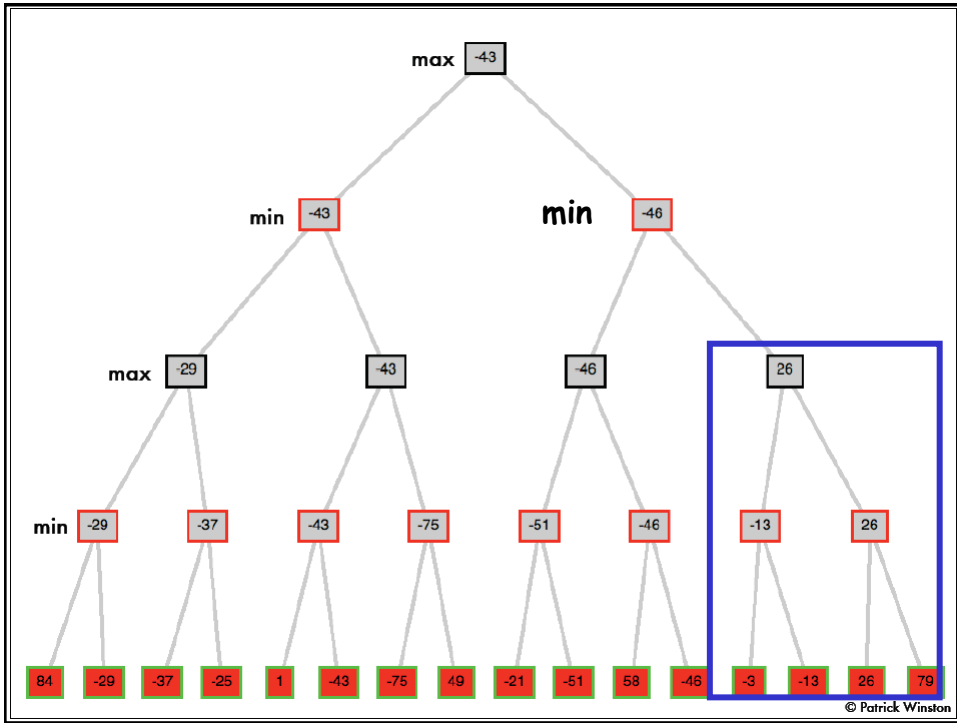 max -43
min -43 min -46
max -29 -43 -46 26
min -29 -37 -43 -75 -51 -46 -13 26
84 -29 -37 -25 1 -43 -75 49 -21 -51 58 -46 -3 -13 26 79
© Patrick Winston